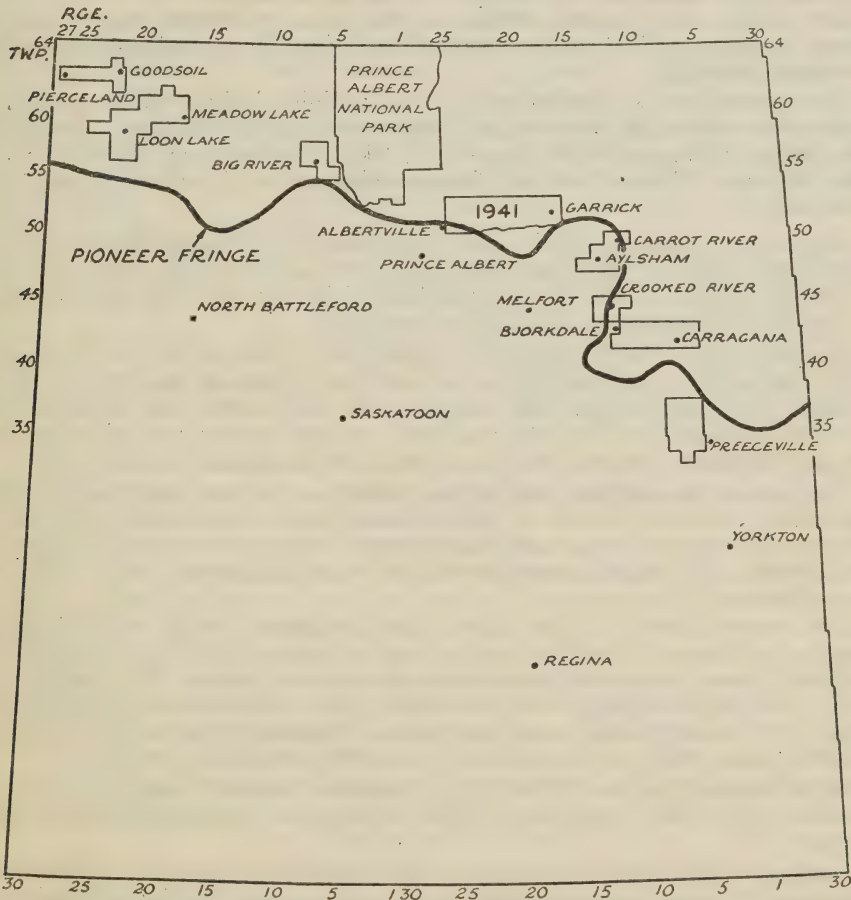 RGE.
27 25 20 15 10 5 1 25 20 15 10 5 30
64 64
TWP.
GOODSOIL
PRINCE
ALBERT
NATIONAL
PARK
PIERCELAND
60 60
MEADOW LAKE
LOON LAKE
55 55
BIG RIVER
1941
GARRICK
50 50
ALBERTVILLE
CARROT RIVER
PIONEER FRINGE
PRINCE ALBERT
AYLSHAM
45 45
CROOKED RIVER
MELFORT
NORTH BATTLEFORD
BJORKDALE
CARRAGANA
40 40
SASKATOON
35 35
PREECEVILLE
YORKTON
REGINA
30 25 20 15 10 5 1 30 25 20 15 10 5 1 30